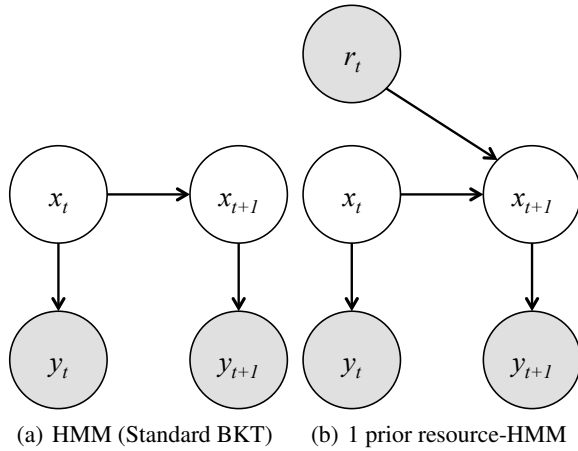 r_t
x_t x_{t+1} x_t x_{t+1}
y_t y_{t+1} y_t y_{t+1}
(a) HMM (Standard BKT) (b) 1 prior resource-HMM